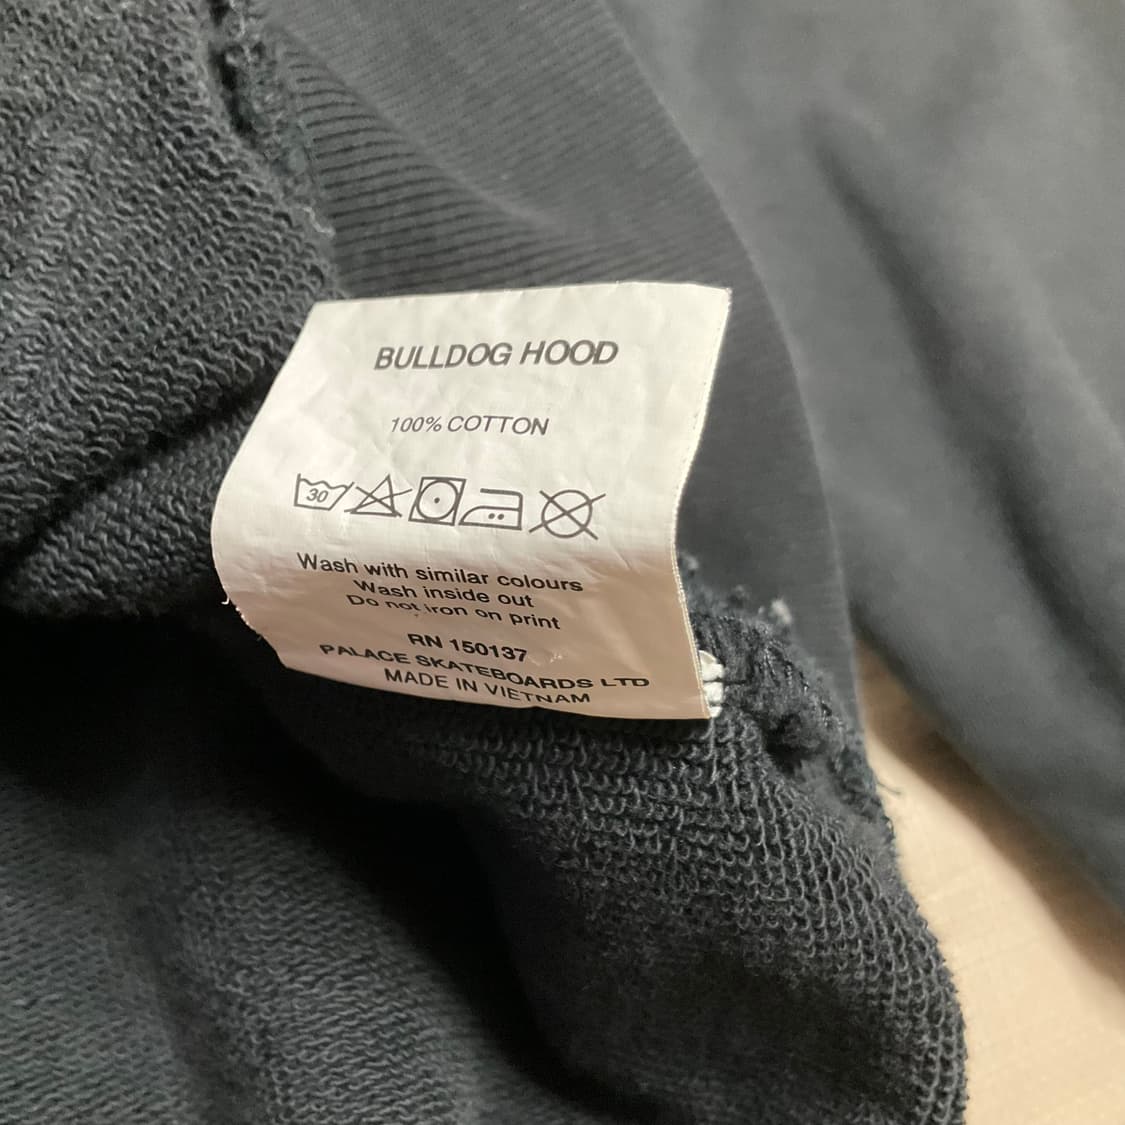 BULLDOG HOOD
100% COTTON
30
Wash with similar colours
Wash inside out
Do not iron on print
RN 150137
PALACE SKATEBOARDS LTD
MADE IN VIETNAM